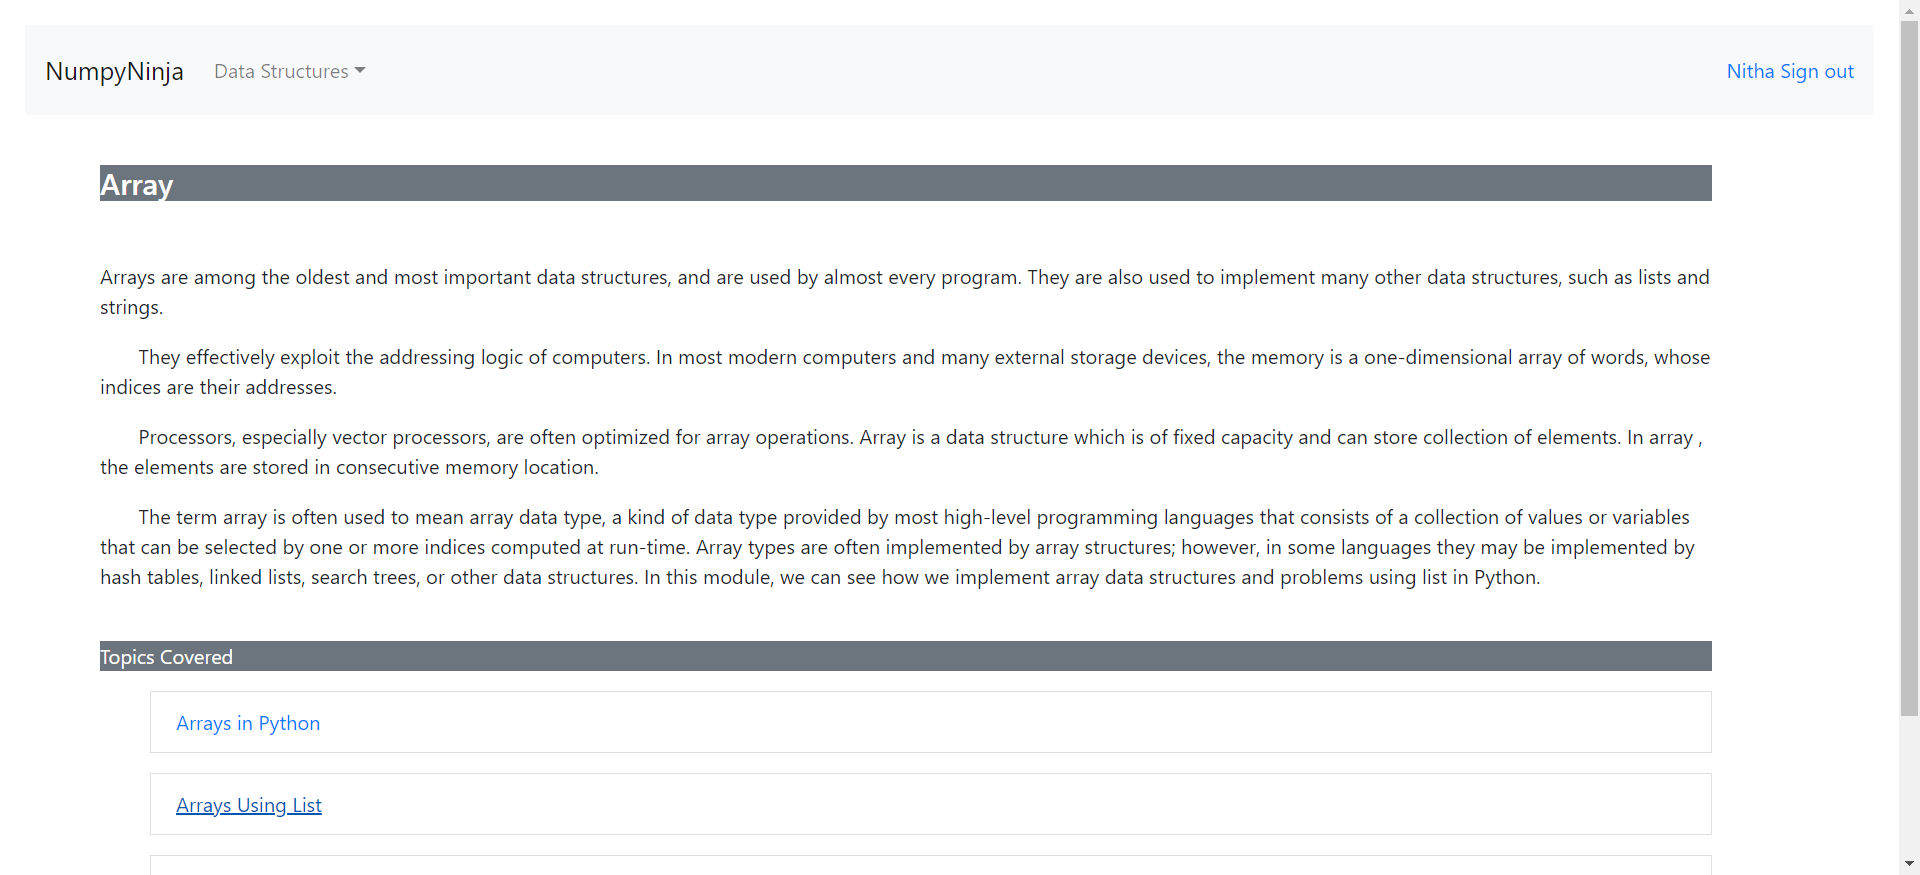 NumpyNinja Data Structures Nitha Sign out
Array
Arrays are among the oldest and most important data structures, and are used by almost every program. They are also used to implement many other data structures, such as lists and
strings.
They effectively exploit the addressing logic of computers. In most modern computers and many external storage devices, the memory is a one-dimensional array of words, whose
indices are their addresses.
Processors, especially vector processors, are often optimized for array operations. Array is a data structure which is of fixed capacity and can store collection of elements. In array ,
the elements are stored in consecutive memory location.
The term array is often used to mean array data type, a kind of data type provided by most high-level programming languages that consists of a collection of values or variables
that can be selected by one or more indices computed at run-time. Array types are often implemented by array structures; however, in some languages they may be implemented by
hash tables, linked lists, search trees, or other data structures. In this module, we can see how we implement array data structures and problems using list in Python.
Topics Covered
Arrays in Python
Arrays Using List